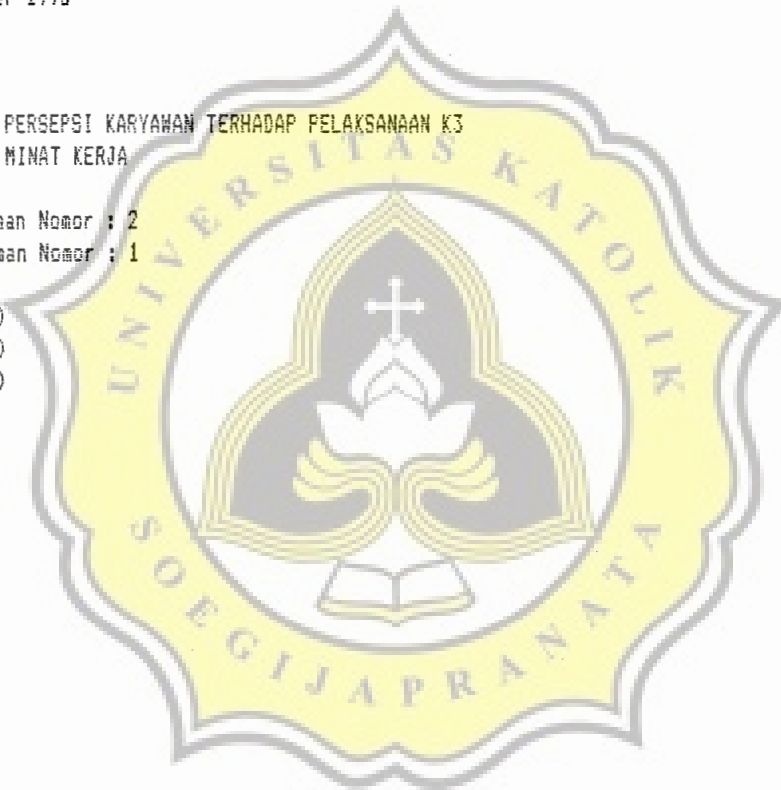 PERSEPSI KARYAWAN TERHADAP PELAKSANAAN K3
MINAT KERJA
aan Nomor : 2
aan Nomor : 1
)
)
)
UNIVERSITAS KATOLIK
SOEGIJAPRANATA